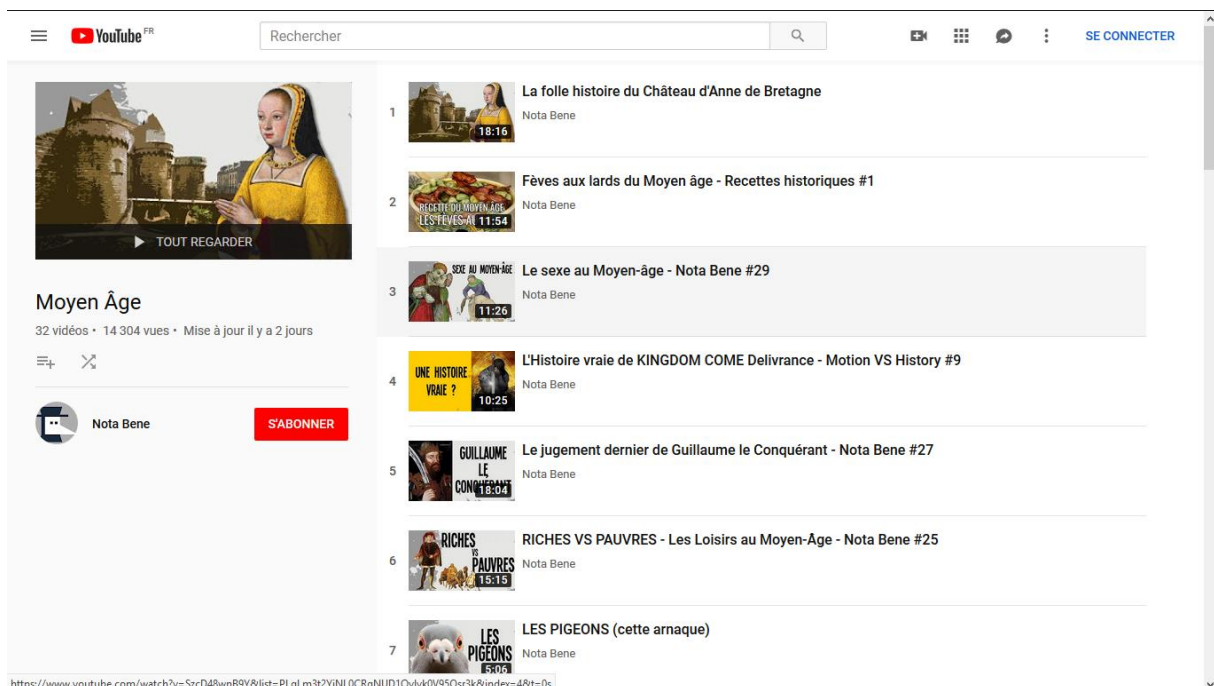 YouTube FR
Rechercher
SE CONNECTER
TOUT REGARDER
Moyen Âge
32 vidéos • 14 304 vues • Mise à jour il y a 2 jours
Nota Bene
S'ABONNER
1
18:16
La folle histoire du Château d'Anne de Bretagne
Nota Bene
2
RECETTE DU MOYEN ÂGE
LES FÈVES AU 11:54
Fèves aux lards du Moyen âge - Recettes historiques #1
Nota Bene
3
SEXE AU MOYEN-ÂGE
11:26
Le sexe au Moyen-âge - Nota Bene #29
Nota Bene
4
UNE HISTOIRE
VRAIE ?
10:25
L'Histoire vraie de KINGDOM COME Delivrance - Motion VS History #9
Nota Bene
5
GUILLAUME
LE
18:04
Le jugement dernier de Guillaume le Conquérant - Nota Bene #27
Nota Bene
6
RICHES
VS
PAUVRES
15:15
RICHES VS PAUVRES - Les Loisirs au Moyen-Âge - Nota Bene #25
Nota Bene
7
LES
PIGEONS
5:06
LES PIGEONS (cette arnaque)
Nota Bene